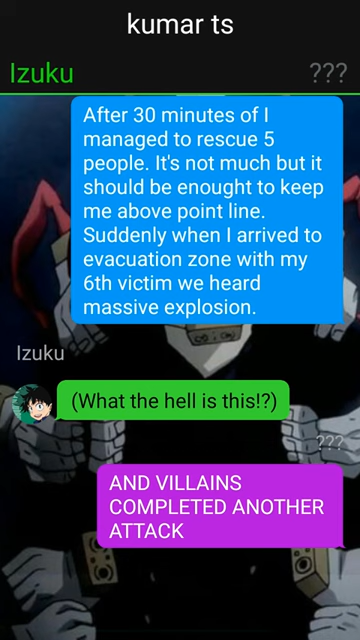 kumar ts
Izuku ???
After 30 minutes of I
managed to rescue 5
people. It's not much but it
should be enought to keep
me above point line.
Suddenly when I arrived to
evacuation zone with my
6th victim we heard
massive explosion.
Izuku
(What the hell is this!?)
???
AND VILLAINS
COMPLETED ANOTHER
ATTACK